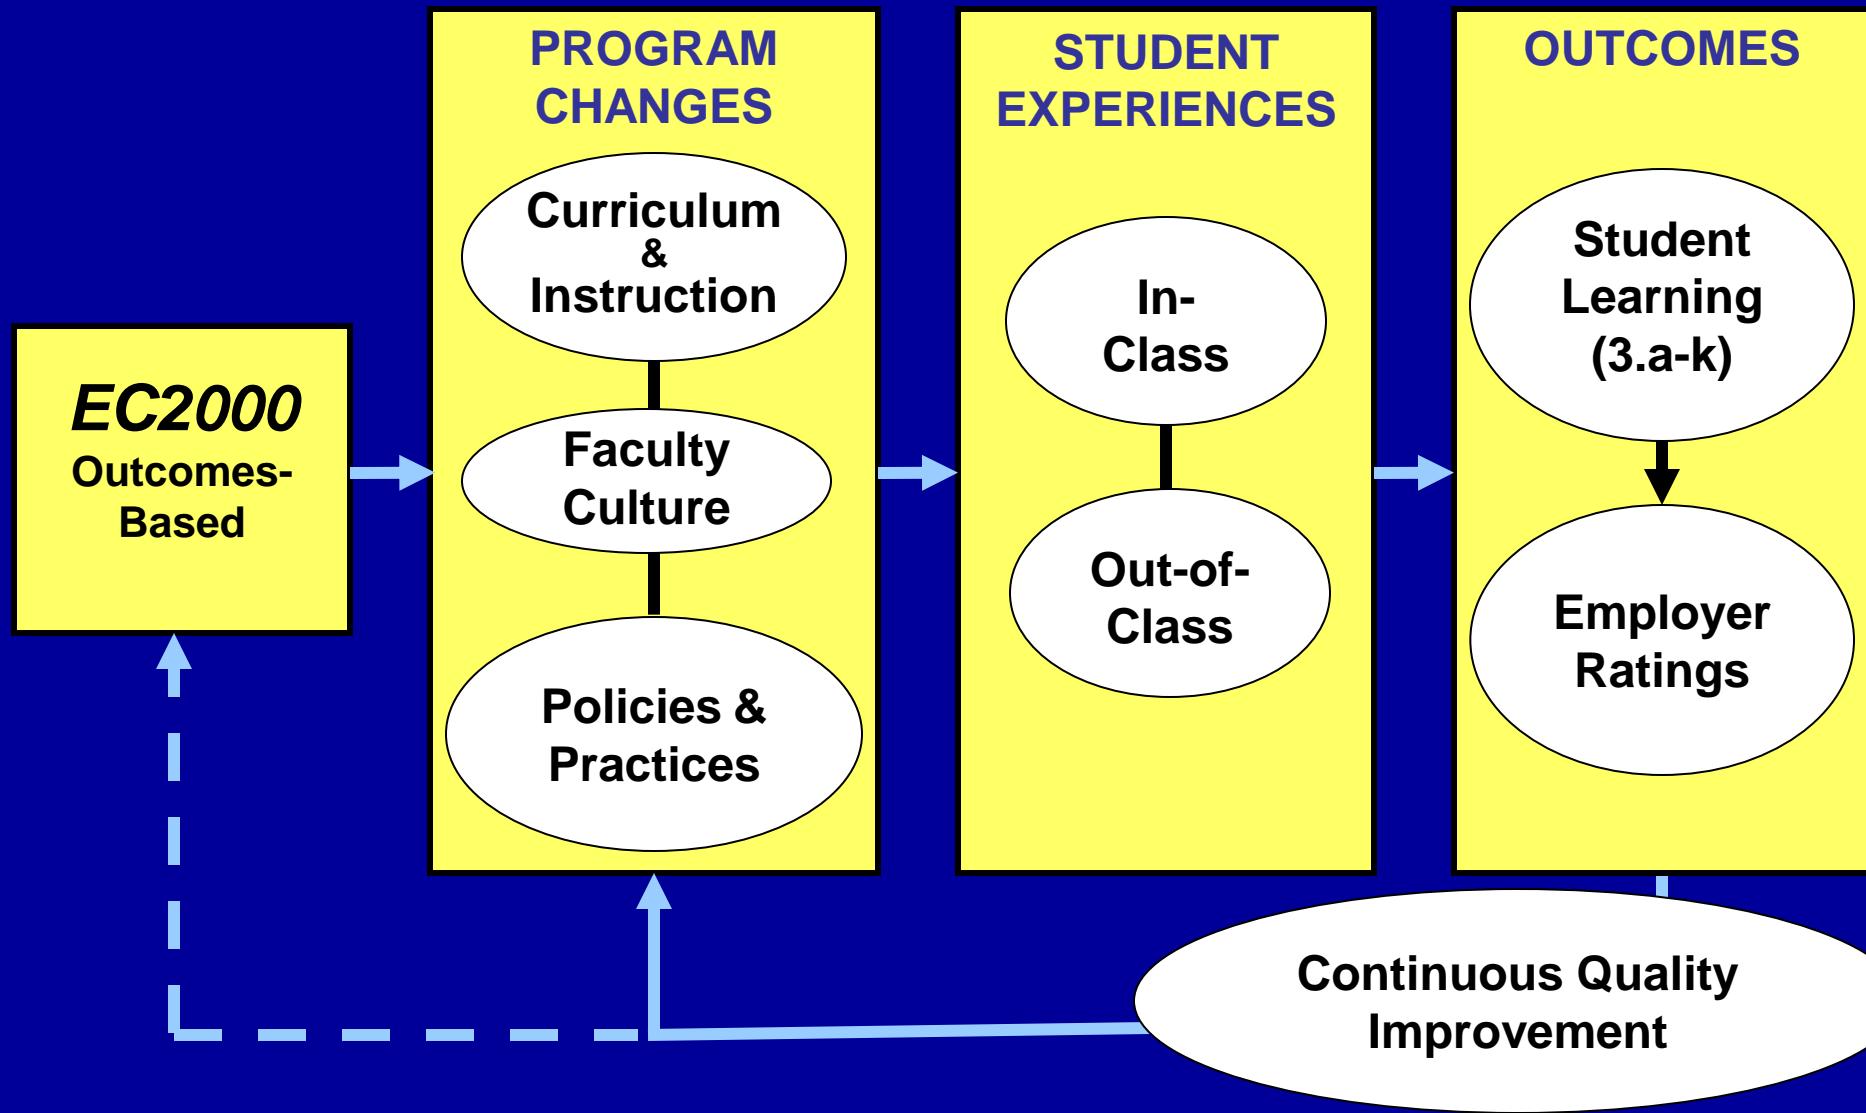 EC2000
Outcomes-
Based
PROGRAM
CHANGES
Curriculum
&
Instruction
Faculty
Culture
Policies &
Practices
STUDENT
EXPERIENCES
In-
Class
Out-of-
Class
OUTCOMES
Student
Learning
(3.a-k)
Employer
Ratings
Continuous Quality
Improvement